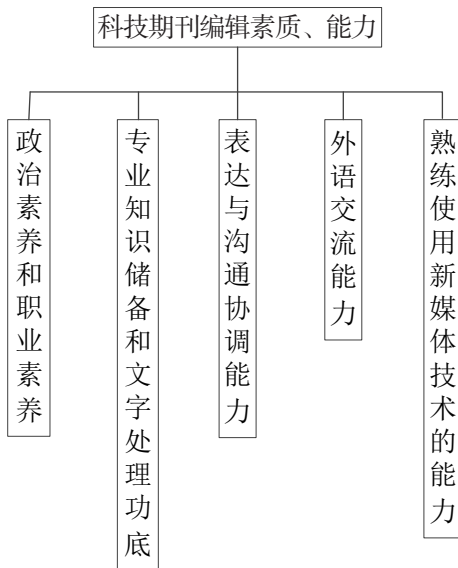 科技期刊编辑素质、能力
政治素养和职业素养
专业知识储备和文字处理功底
表达与沟通协调能力
外语交流能力
熟练使用新媒体技术的能力